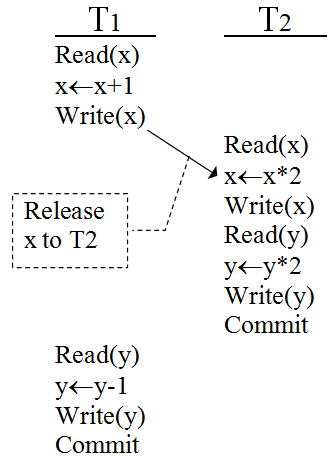 T1 T2
Read(x)
x←x+1
Write(x)
Read(x)
x←x*2
Write(x)
Release
x to T2
Read(y)
y←y*2
Write(y)
Commit
Read(y)
y←y-1
Write(y)
Commit